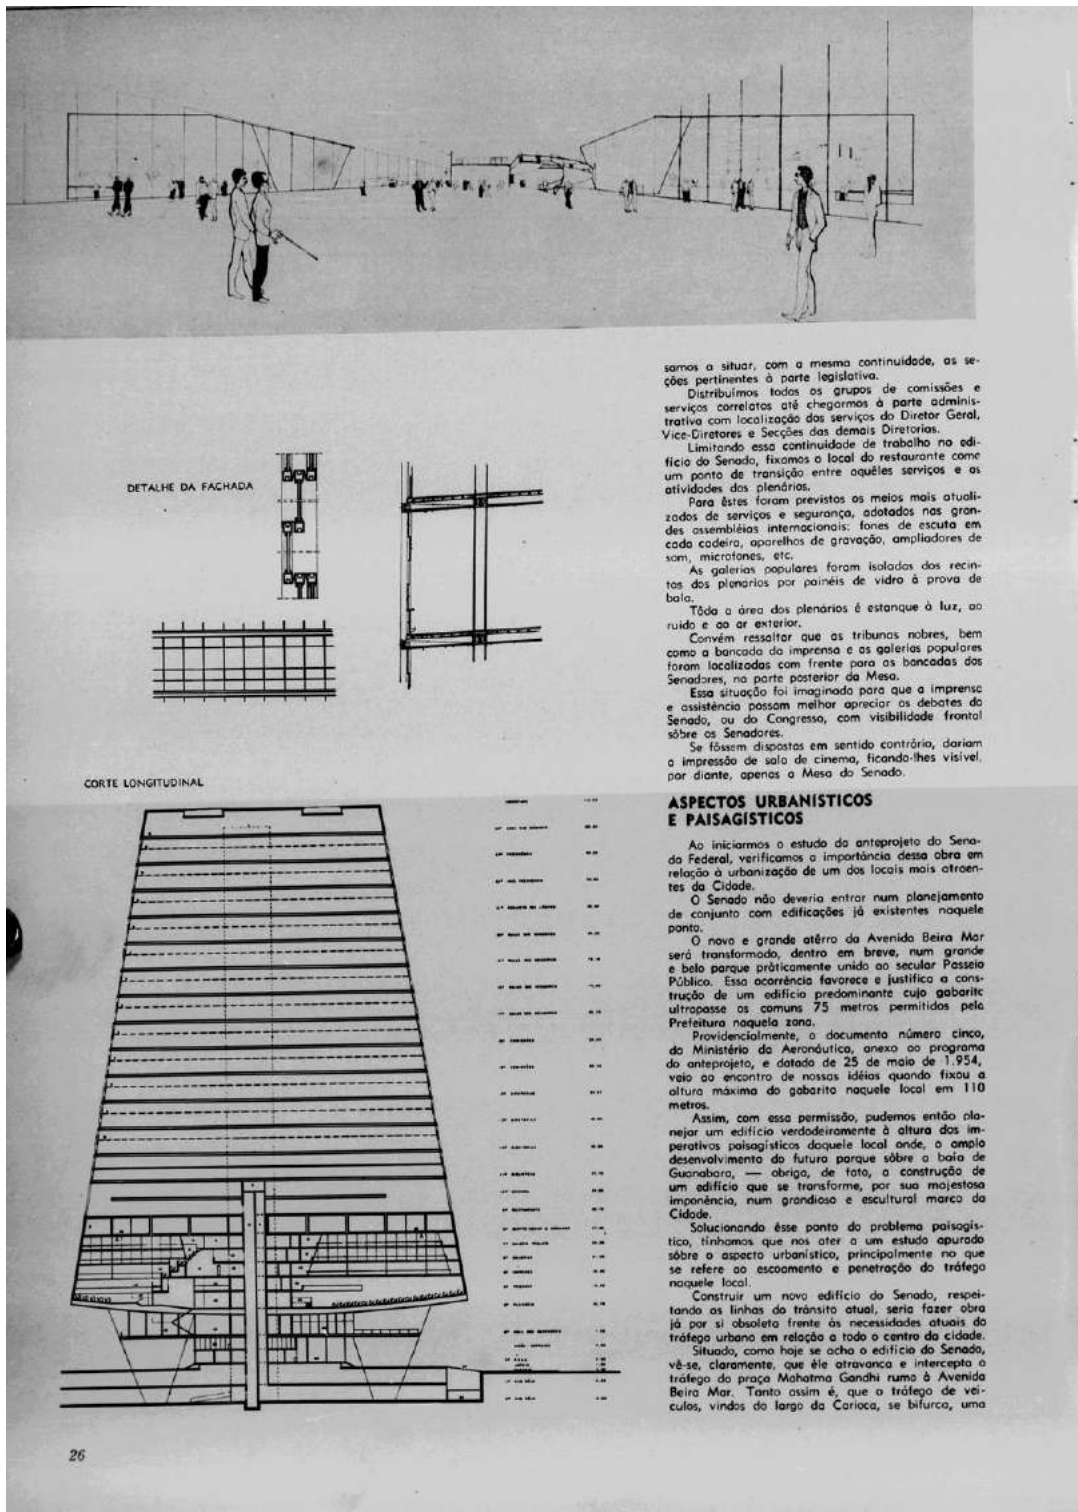 samos a situar, com a mesma continuidade, as se-
ções pertinentes à parte legislativa.
Distribuímos todos os grupos de comissões e
serviços correlatos até chegarmos à parte adminis-
trativa com localização dos serviços do Diretor Geral,
Vice-Diretores e Secções das demais Diretorias.
Limitando essa continuidade de trabalho no edi-
fício do Senado, fixamos o local do restaurante como
um ponto de transição entre aquêles serviços e as
atividades dos plenários.
Para êstes foram previstos os meios mais atuali-
zados de serviços e segurança, adotados nas gran-
des assembléias internacionais: fones de escuta em
cada cadeira, aparelhos de gravação, ampliadores de
som, microfones, etc.
As galerias populares foram isoladas dos recin-
tos dos plenarios por painéis de vidro à prova de
bala.
Tôda a área dos plenários é estanque à luz, ao
ruído e ao ar exterior.
Convém ressaltar que as tribunas nobres, bem
como a bancada da imprensa e as galerias populares
foram localizadas com frente para as bancadas dos
Senadores, na parte posterior da Mesa.
Essa situação foi imaginada para que a imprensa
e assistência possam melhor apreciar os debates do
Senado, ou do Congresso, com visibilidade frontal
sôbre os Senadores.
Se fôssem dispostas em sentido contrário, dariam
a impressão de sala de cinema, ficando-lhes visível,
por diante, apenas a Mesa do Senado.
DETALHE DA FACHADA
CORTE LONGITUDINAL
ASPECTOS URBANÍSTICOS
E PAISAGÍSTICOS
Ao iniciarmos o estudo do anteprojeto do Sena-
do Federal, verificamos a importância dessa obra em
relação à urbanização de um dos locais mais atraen-
tes da Cidade.
O Senado não deveria entrar num planejamento
de conjunto com edificações já existentes naquele
ponto.
O novo e grande atêrro da Avenida Beira Mar
será transformado, dentro em breve, num grande
e belo parque pràticamente unido ao secular Passeio
Público. Essa ocorrência favorece e justifica a cons-
trução de um edifício predominante cujo gabarito
ultrapasse os comuns 75 metros permitidos pela
Prefeitura naquela zona.
Providencialmente, o documento número cinco,
do Ministério da Aeronáutica, anexo ao programa
do anteprojeto, e datado de 25 de maio de 1.954,
veio ao encontro de nossas idéias quando fixou a
altura máxima do gabarito naquele local em 110
metros.
Assim, com essa permissão, pudemos então pla-
nejar um edifício verdadeiramente à altura dos im-
perativos paisagísticos daquele local onde, o amplo
desenvolvimento do futuro parque sôbre a baía de
Guanabara, — obriga, de fato, a construção de
um edifício que se transforme, por sua majestosa
imponência, num grandioso e escultural marco da
Cidade.
Solucionando êsse ponto do problema paisagís-
tico, tínhamos que nos ater a um estudo apurado
sôbre o aspecto urbanístico, principalmente no que
se refere ao escoamento e penetração do tráfego
naquele local.
Construir um novo edifício do Senado, respei-
tando as linhas do trânsito atual, seria fazer obra
já por si obsoleta frente às necessidades atuais do
tráfego urbano em relação a todo o centro da cidade.
Situado, como hoje se acha o edifício do Senado,
vê-se, claramente, que êle atravanca e intercepta o
tráfego da praça Mahatma Gandhi rumo à Avenida
Beira Mar. Tanto assim é, que o tráfego de veí-
culos, vindos do largo da Carioca, se bifurca, uma
26